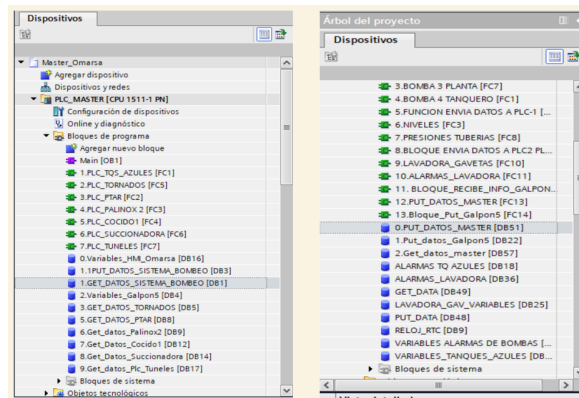 Dispositivos
Master_Omarsa
Agregar dispositivo
Dispositivos y redes
PLC_MASTER [CPU 1511-1 PN]
Configuración de dispositivos
Online y diagnóstico
Bloques de programa
Agregar nuevo bloque
Main [OB1]
1.PLC_TQS_AZULES [FC1]
2.PLC_TORNADOS [FC5]
3.PLC_PTAR [FC2]
4.PLC_PALINOX 2 [FC3]
5.PLC_COCIDO1 [FC4]
6.PLC_SUCCIONADORA [FC6]
7.PLC_TUNELES [FC7]
0.Variables_HMI_Omarsa [DB16]
1.1PUT_DATOS_SISTEMA_BOMBEO [DB3]
1.GET_DATOS_SISTEMA_BOMBEO [DB1]
2.Variables_Galpon5 [DB4]
3.GET_DATOS_TORNADOS [DB5]
5.GET_DATOS_PTAR [DB8]
6.Get_datos_Palinox2 [DB9]
7.Get_Datos_Cocido1 [DB12]
8.Get_Datos_Succionadora [DB14]
9.Get_datos_Plc_Tuneles [DB17]
Bloques de sistema
Objetos tecnológicos
Árbol del proyecto
Dispositivos
3.BOMBA 3 PLANTA [FC7]
4.BOMBA 4 TANQUERO [FC1]
5.FUNCION ENVIA DATOS A PLC-1 [...
6.NIVELES [FC3]
7.PRESIONES TUBERIAS [FC8]
8.BLOQUE ENVIA DATOS A PLC2 PL...
9.LAVADORA_GAVETAS [FC10]
10.ALARMAS_LAVADORA [FC11]
11. BLOQUE_RECIBE_INFO_GALPON...
12.PUT_DATOS_MASTER [FC13]
13.Bloque_Put_Galpon5 [FC14]
0.PUT_DATOS_MASTER [DB51]
1.Put_datos_Galpon5 [DB22]
2.Get_datos_master [DB57]
ALARMAS TQ AZULES [DB18]
ALARMAS_LAVADORA [DB36]
GET_DATA [DB49]
LAVADORA_GAV_VARIABLES [DB25]
PUT_DATA [DB48]
RELOJ_RTC [DB9]
VARIABLES ALARMAS DE BOMBAS [...
VARIABLES_TANQUES_AZULES [DB...
Bloques de sistema